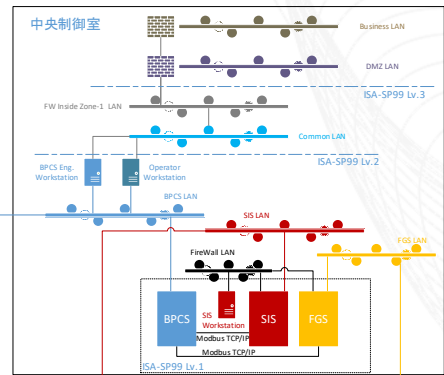 中央制御室
Business LAN
DMZ LAN
ISA-SP99 Lv.3
FW Inside Zone-1 LAN
Common LAN
ISA-SP99 Lv.2
BPCS Eng.
Workstation
Operator
Workstation
BPCS LAN
SIS LAN
FGS LAN
FireWall LAN
BPCS
SIS
Workstation
SIS
FGS
Modbus TCP/IP
Modbus TCP/IP
ISA-SP99 Lv.1